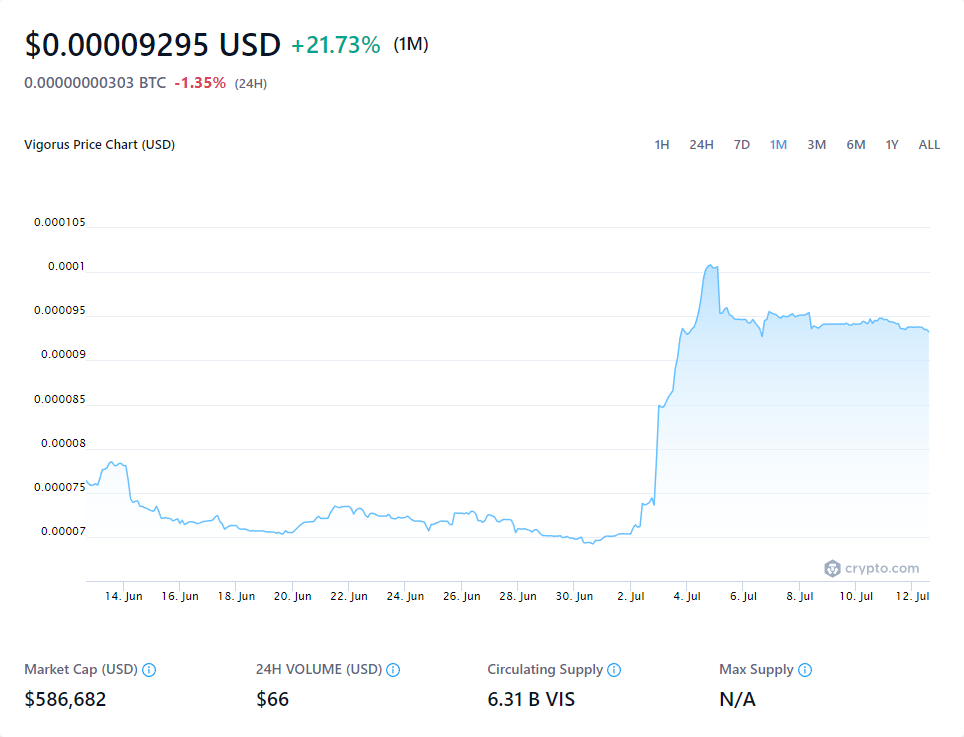 $0.00009295 USD +21.73% (1M)
0.00000000303 BTC -1.35% (24H)
Vigorus Price Chart (USD) 1H 24H 7D 1M 3M 6M 1Y ALL
0.000105
0.0001
0.000095
0.00009
0.000085
0.00008
0.000075
0.00007
crypto.com
14. Jun 16. Jun 18. Jun 20. Jun 22. Jun 24. Jun 26. Jun 28. Jun 30. Jun 2. Jul 4. Jul 6. Jul 8. Jul 10. Jul 12. Jul
Market Cap (USD) 24H VOLUME (USD) Circulating Supply Max Supply
$586,682 $66 6.31 B VIS N/A